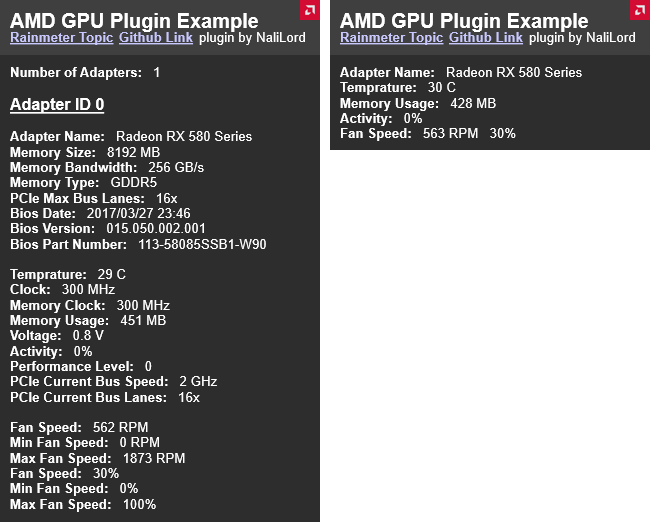 AMD GPU Plugin Example
Rainmeter Topic Github Link plugin by NaliLord
Number of Adapters: 1
Adapter ID 0
Adapter Name: Radeon RX 580 Series
Memory Size: 8192 MB
Memory Bandwidth: 256 GB/s
Memory Type: GDDR5
PCIe Max Bus Lanes: 16x
Bios Date: 2017/03/27 23:46
Bios Version: 015.050.002.001
Bios Part Number: 113-58085SSB1-W90
Temprature: 29 C
Clock: 300 MHz
Memory Clock: 300 MHz
Memory Usage: 451 MB
Voltage: 0.8 V
Activity: 0%
Performance Level: 0
PCIe Current Bus Speed: 2 GHz
PCIe Current Bus Lanes: 16x
Fan Speed: 562 RPM
Min Fan Speed: 0 RPM
Max Fan Speed: 1873 RPM
Fan Speed: 30%
Min Fan Speed: 0%
Max Fan Speed: 100%
AMD GPU Plugin Example
Rainmeter Topic Github Link plugin by NaliLord
Adapter Name: Radeon RX 580 Series
Temprature: 30 C
Memory Usage: 428 MB
Activity: 0%
Fan Speed: 563 RPM 30%